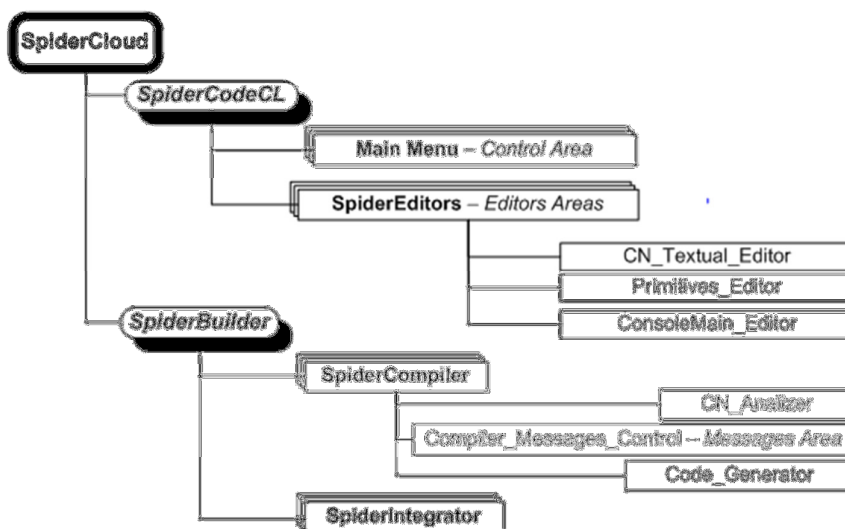 SpiderCloud
SpiderCodeCL
Main Menu – Control Area
SpiderEditors – Editors Areas
CN_Textual_Editor
Primitives_Editor
ConsoleMain_Editor
SpiderBuilder
SpiderCompiler
CN_Analizer
Compiler_Messages_Control – Messages Area
Code_Generator
SpiderIntegrator